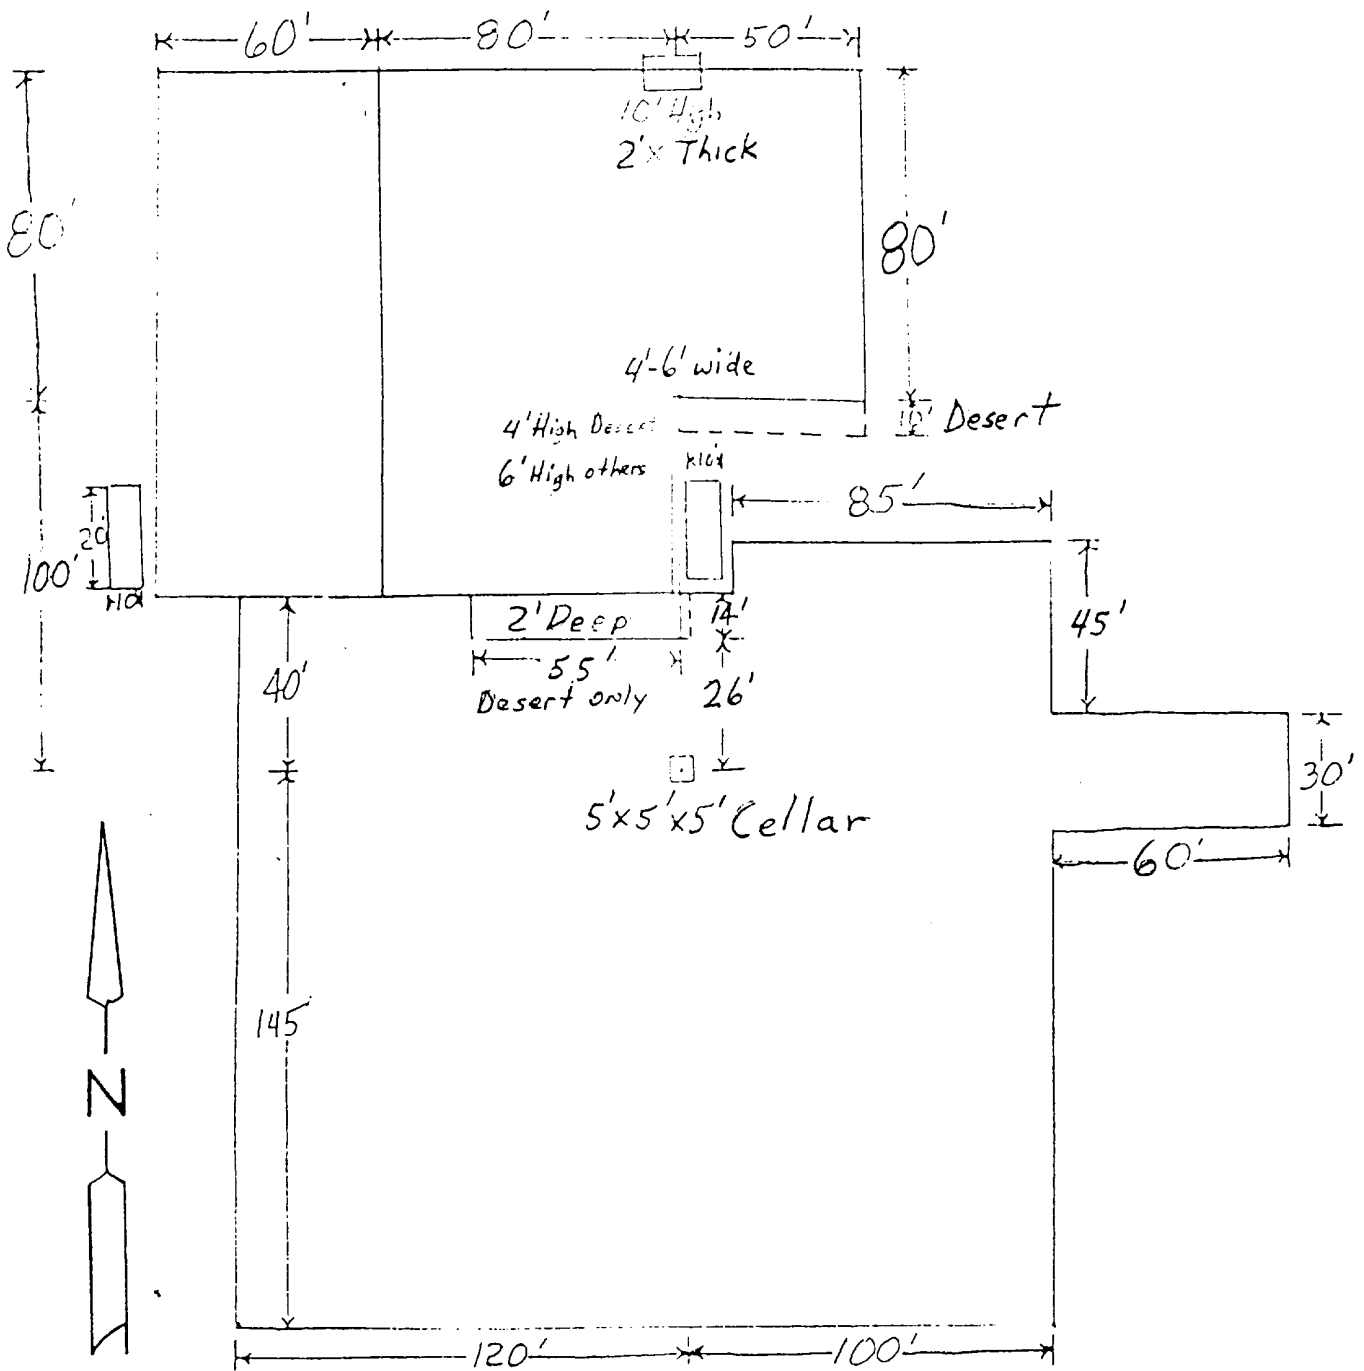 60' 80' 50'
10' High
2'x Thick
80'
80'
4'-6' wide
4' High Desert
10' Desert
6' High others
10'
85'
20'
100'
10'
2' Deep
14'
45'
55'
40'
Desert only
26'
30'
5'x5'x5' Cellar
60'
145'
N
120' 100'